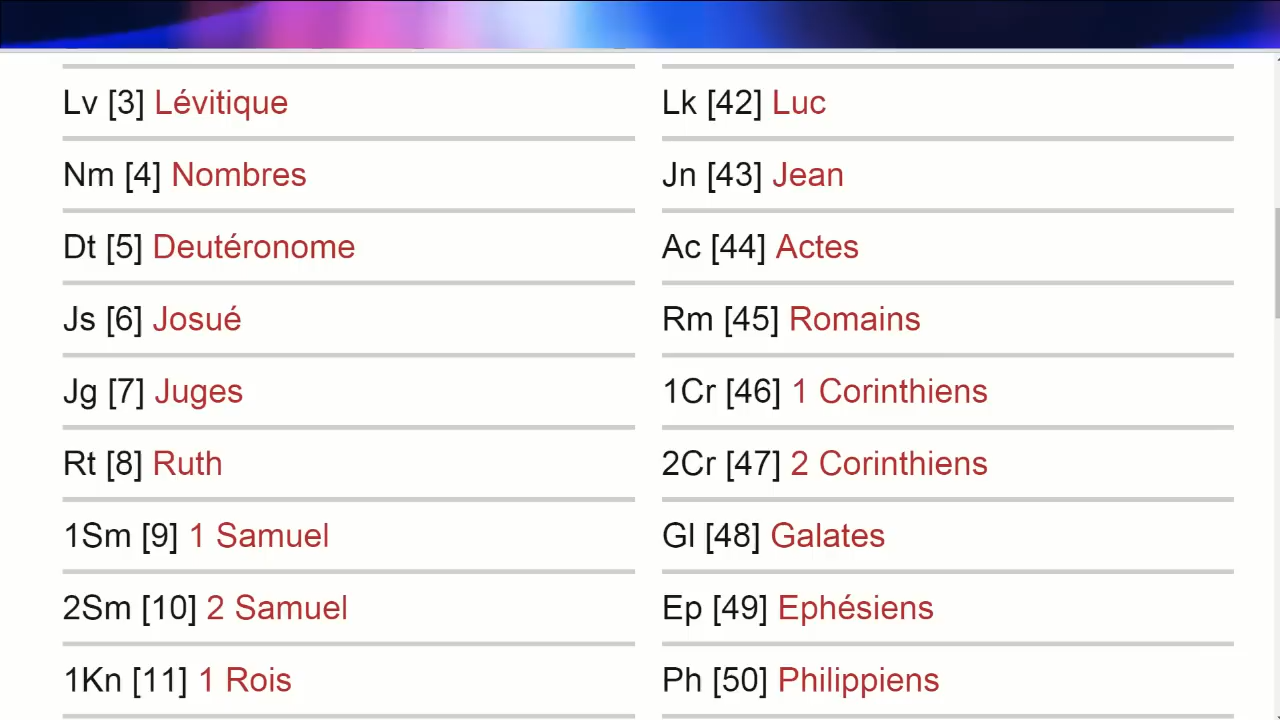 Lv [3] Lévitique
Nm [4] Nombres
Dt [5] Deutéronome
Js [6] Josué
Jg [7] Juges
Rt [8] Ruth
1Sm [9] 1 Samuel
2Sm [10] 2 Samuel
1Kn [11] 1 Rois
Lk [42] Luc
Jn [43] Jean
Ac [44] Actes
Rm [45] Romains
1Cr [46] 1 Corinthiens
2Cr [47] 2 Corinthiens
Gl [48] Galates
Ep [49] Ephésiens
Ph [50] Philippiens